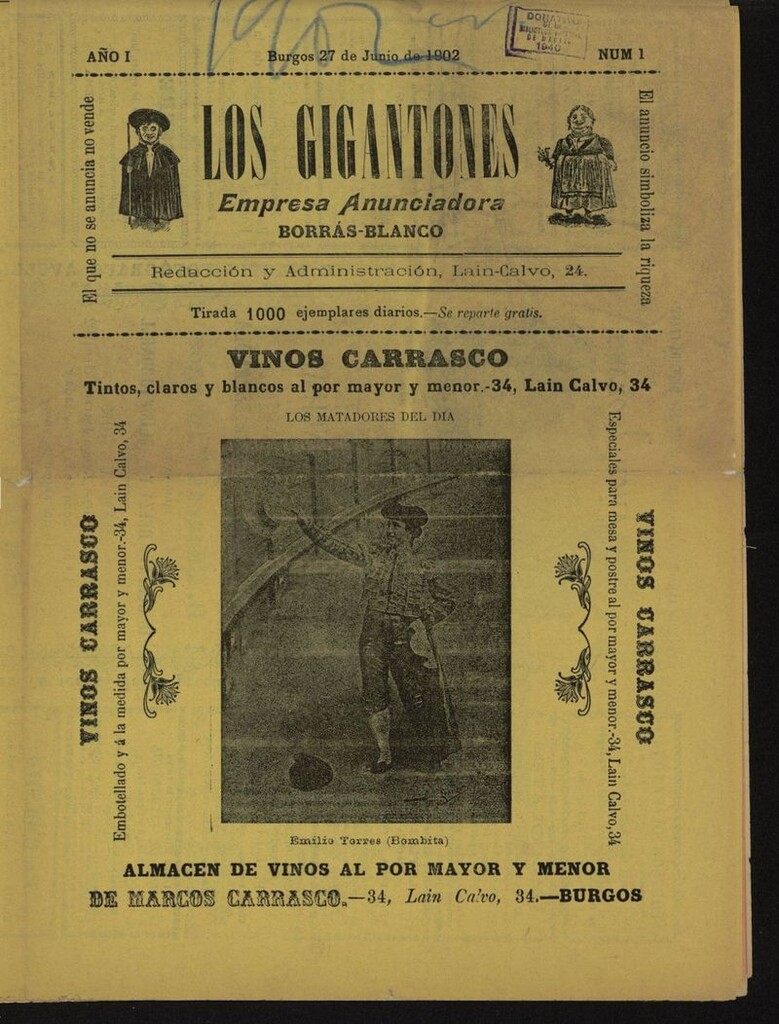 AÑO I
Burgos 27 de Junio de 1902
NUM 1
El que no se anuncia no vende
LOS GIGANTONES
Empresa Anunciadora
BORRÁS-BLANCO
El anuncio simboliza la riqueza
Redacción y Administración, Lain-Calvo, 24.
Tirada 1000 ejemplares diarios.—Se reparte gratis.
VINOS CARRASCO
Tintos, claros y blancos al por mayor y menor.-34, Lain Calvo, 34
LOS MATADORES DEL DIA
VINOS CARRASCO
Embotellado y á la medida por mayor y menor.-34, Lain Calvo, 34
Especiales para mesa y postre al por mayor y menor.-34, Lain Calvo, 34
VINOS CARRASCO
Emilio Torres (Bombita)
ALMACEN DE VINOS AL POR MAYOR Y MENOR
DE MARCOS CARRASCO.—34, Lain Calvo, 34.—BURGOS